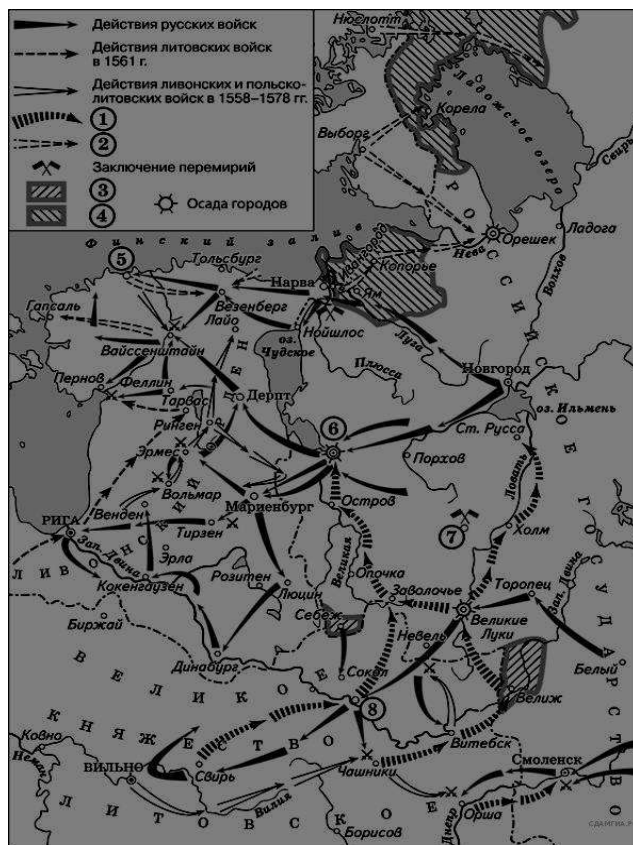 Действия русских войск
Действия литовских войск
в 1561 г.
Действия ливонских и польско-
литовских войск в 1558–1578 гг.
1
2
Заключение перемирий
3
4
Осада городов
Нюслотт
Корела
Ладожское озеро
Выборг
Свирь
Орешек
Нева
Ладога
Волхов
Финский залив
5
Тольсбург
Нарва
Ивангород
Копорье
Ям
Гапсаль
Везенберг
Лайо
Нойшлос
оз.
Чудское
Луга
Вайссенштайн
Плюсса
Новгород
оз. Ильмень
Пернов
Феллин
Тарвас
Дерпт
Ринген
6
Ст. Русса
Порхов
Эрмес
Ловать
Вольмар
Мариенбург
Остров
7
Холм
Венден
РИГА
Тирзен
Зап. Двина
Эрла
Великая
Кокенгаузен
Розитен
Люцин
Опочка
Заволочье
Торопец
Зап. Двина
Биржай
Себеж
Невель
Великие
Луки
Белый
Динабург
Сокол
Велиж
8
Витебск
Ковно
Неман
ВИЛЬНО
Свирь
Чашники
Смоленск
Вилия
Борисов
Днепр
Орша
РОССИЙСКОЕ ГОСУДАРСТВО
ЛИВОНСКИЙ ОРДЕН
ВЕЛИКОЕ
КНЯЖЕСТВО
ЛИТОВСКОЕ